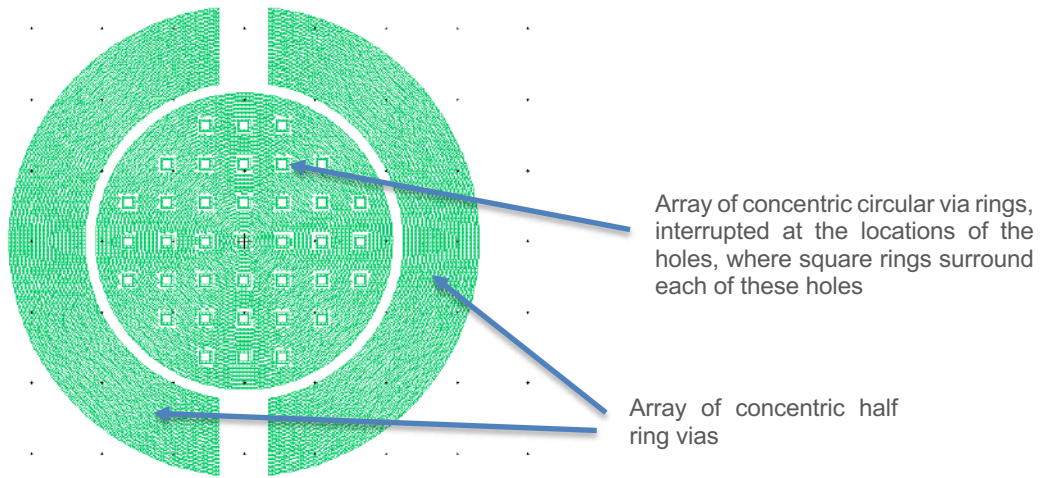 Array of concentric circular via rings,
interrupted at the locations of the
holes, where square rings surround
each of these holes
Array of concentric half
ring vias